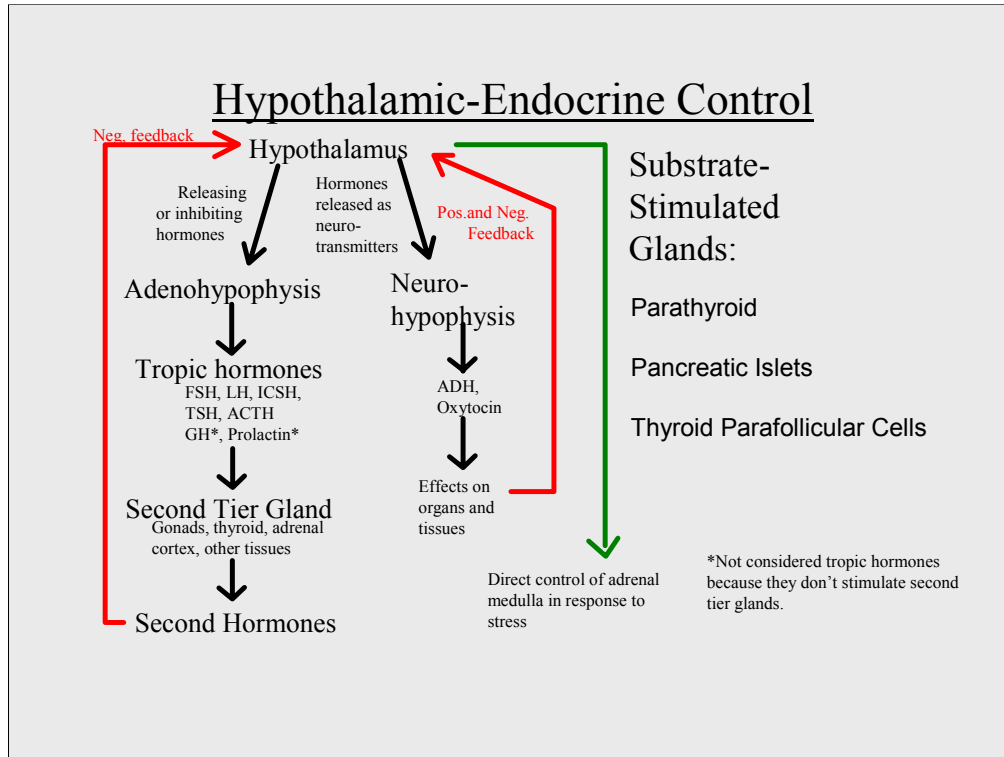 Hypothalamic-Endocrine Control
Neg. feedback
Hypothalamus
Releasing
or inhibiting
hormones
Hormones
released as
neuro-
transmitters
Pos.and Neg.
Feedback
Adenohypophysis
Neuro-
hypophysis
Tropic hormones
FSH, LH, ICSH,
TSH, ACTH
GH*, Prolactin*
ADH,
Oxytocin
Second Tier Gland
Gonads, thyroid, adrenal
cortex, other tissues
Effects on
organs and
tissues
Second Hormones
Direct control of adrenal
medulla in response to
stress
Substrate-
Stimulated
Glands:
Parathyroid
Pancreatic Islets
Thyroid Parafollicular Cells
*Not considered tropic hormones
because they don’t stimulate second
tier glands.